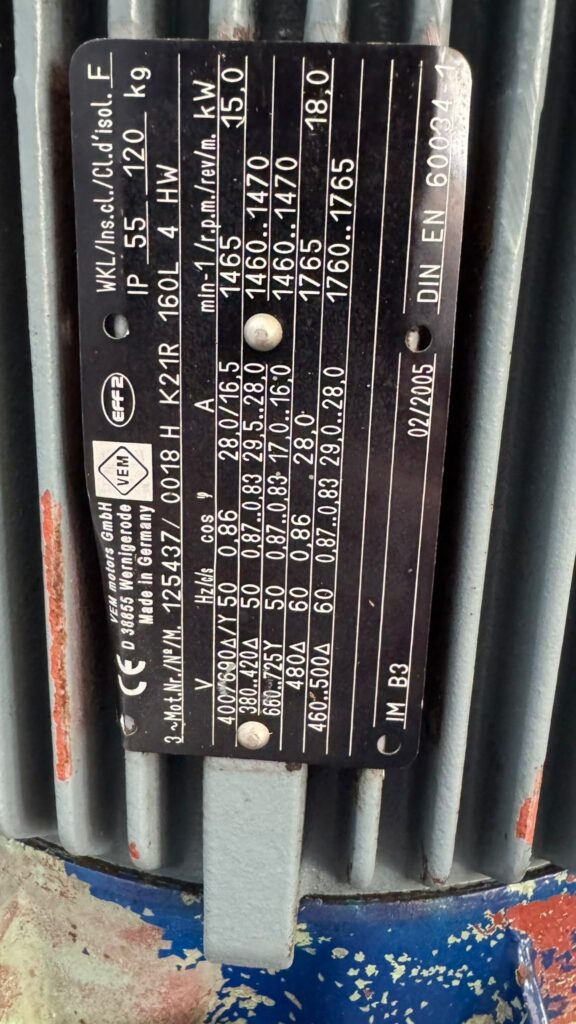 VEM motors GmbH
D 38855 Wernigerode
Made in Germany
CE
VEM
EFF2
WKL/Ins.cl./Cl.d'isol. F
IP 55 120 kg
3~Mot.Nr./Nº/M. 125437/ 0018 H K21R 160L 4 HW
V Hz/c/s cos φ A min-1/r.p.m./rev/m. kW
400/690Δ/Y 50 0,86 28,0/16,5 1465 15,0
380..420Δ 50 0,87..0,83 29,5..28,0 1460..1470
660..725Y 50 0,87..0,83 17,0..16,0 1460..1470
480Δ 60 0,86 28,0 1765 18,0
460..500Δ 60 0,87..0,83 29,0..28,0 1760..1765
IM B3 02/2005 DIN EN 60034 1